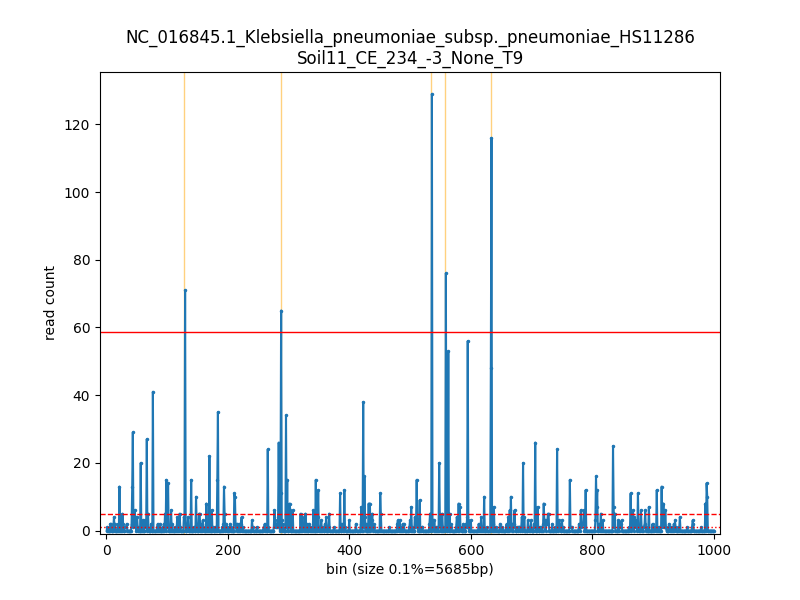 NC_016845.1_Klebsiella_pneumoniae_subsp._pneumoniae_HS11286
Soil11_CE_234_-3_None_T9
120
100
80
60
40
20
0
read count
0 200 400 600 800 1000
bin (size 0.1%=5685bp)